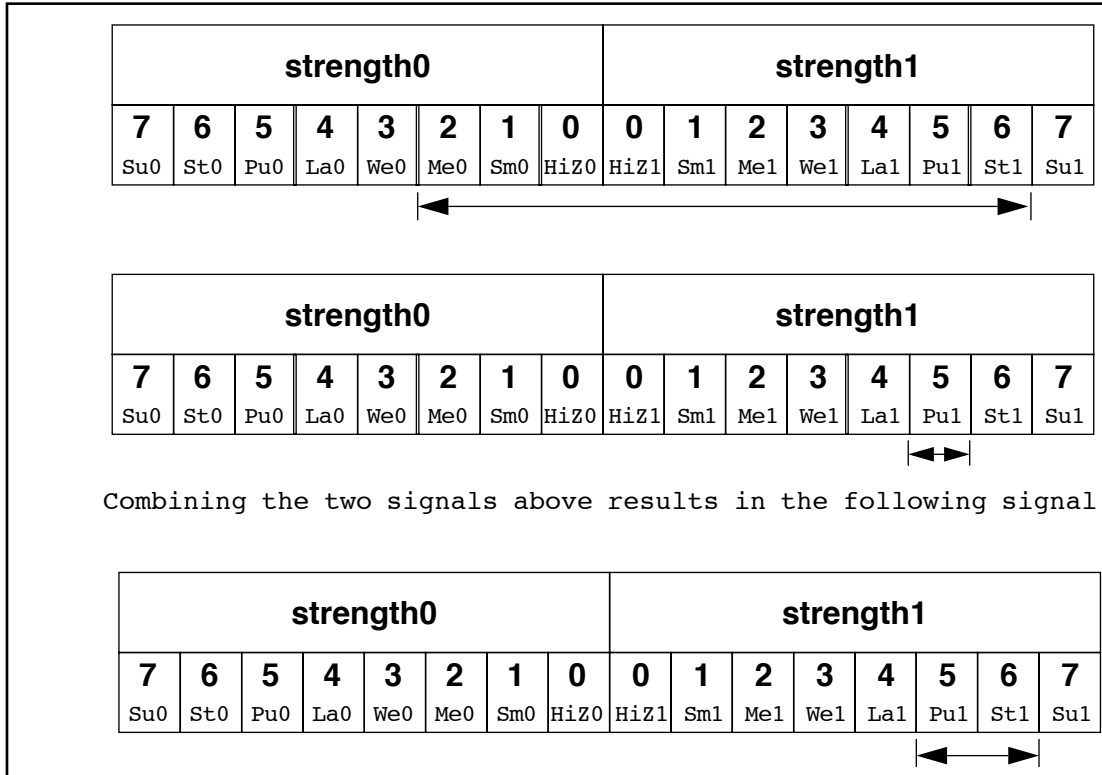 strength0 strength1
7 6 5 4 3 2 1 0 0 1 2 3 4 5 6 7
Su0 St0 Pu0 La0 We0 Me0 Sm0 HiZ0 HiZ1 Sm1 Me1 We1 La1 Pu1 St1 Su1
strength0 strength1
7 6 5 4 3 2 1 0 0 1 2 3 4 5 6 7
Su0 St0 Pu0 La0 We0 Me0 Sm0 HiZ0 HiZ1 Sm1 Me1 We1 La1 Pu1 St1 Su1
Combining the two signals above results in the following signal
strength0 strength1
7 6 5 4 3 2 1 0 0 1 2 3 4 5 6 7
Su0 St0 Pu0 La0 We0 Me0 Sm0 HiZ0 HiZ1 Sm1 Me1 We1 La1 Pu1 St1 Su1